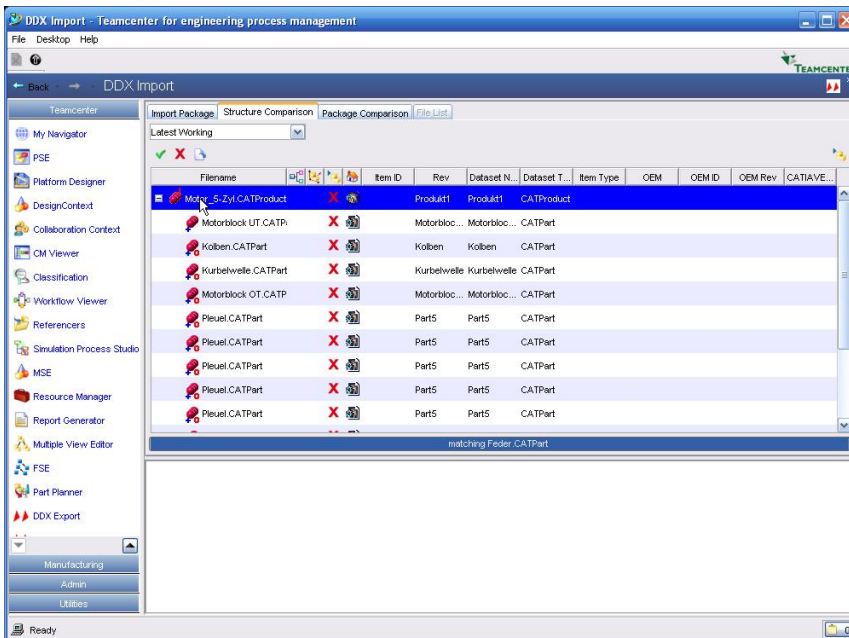 DDX Import - Teamcenter for engineering process management
File Desktop Help
TEAMCENTE
Back DDX Import
Teamcenter
My Navigator
PSE
Platform Designer
DesignContext
Collaboration Context
CM Viewer
Classification
Workflow Viewer
Referencers
Simulation Process Studio
MSE
Resource Manager
Report Generator
Multiple View Editor
FSE
Part Planner
DDX Export
Manufacturing
Admin
Utilities
Import Package Structure Comparison Package Comparison File List
Latest Working
Filename Item ID Rev Dataset N... Dataset T... Item Type OEM OEM ID OEM Rev CATIAVE...
Motor_5-Zyl.CATProduct Produkt1 Produkt1 CATProduct
Motorblock UT.CATP Motorbloc... Motorbloc... CATPart
Kolben.CATPart Kolben Kolben CATPart
Kurbelwelle.CATPart Kurbelwelle Kurbelwelle CATPart
Motorblock OT.CATP Motorbloc... Motorbloc... CATPart
Pleuel.CATPart Part5 Part5 CATPart
Pleuel.CATPart Part5 Part5 CATPart
Pleuel.CATPart Part5 Part5 CATPart
Pleuel.CATPart Part5 Part5 CATPart
Pleuel.CATPart Part5 Part5 CATPart
matching Feder.CATPart
Ready